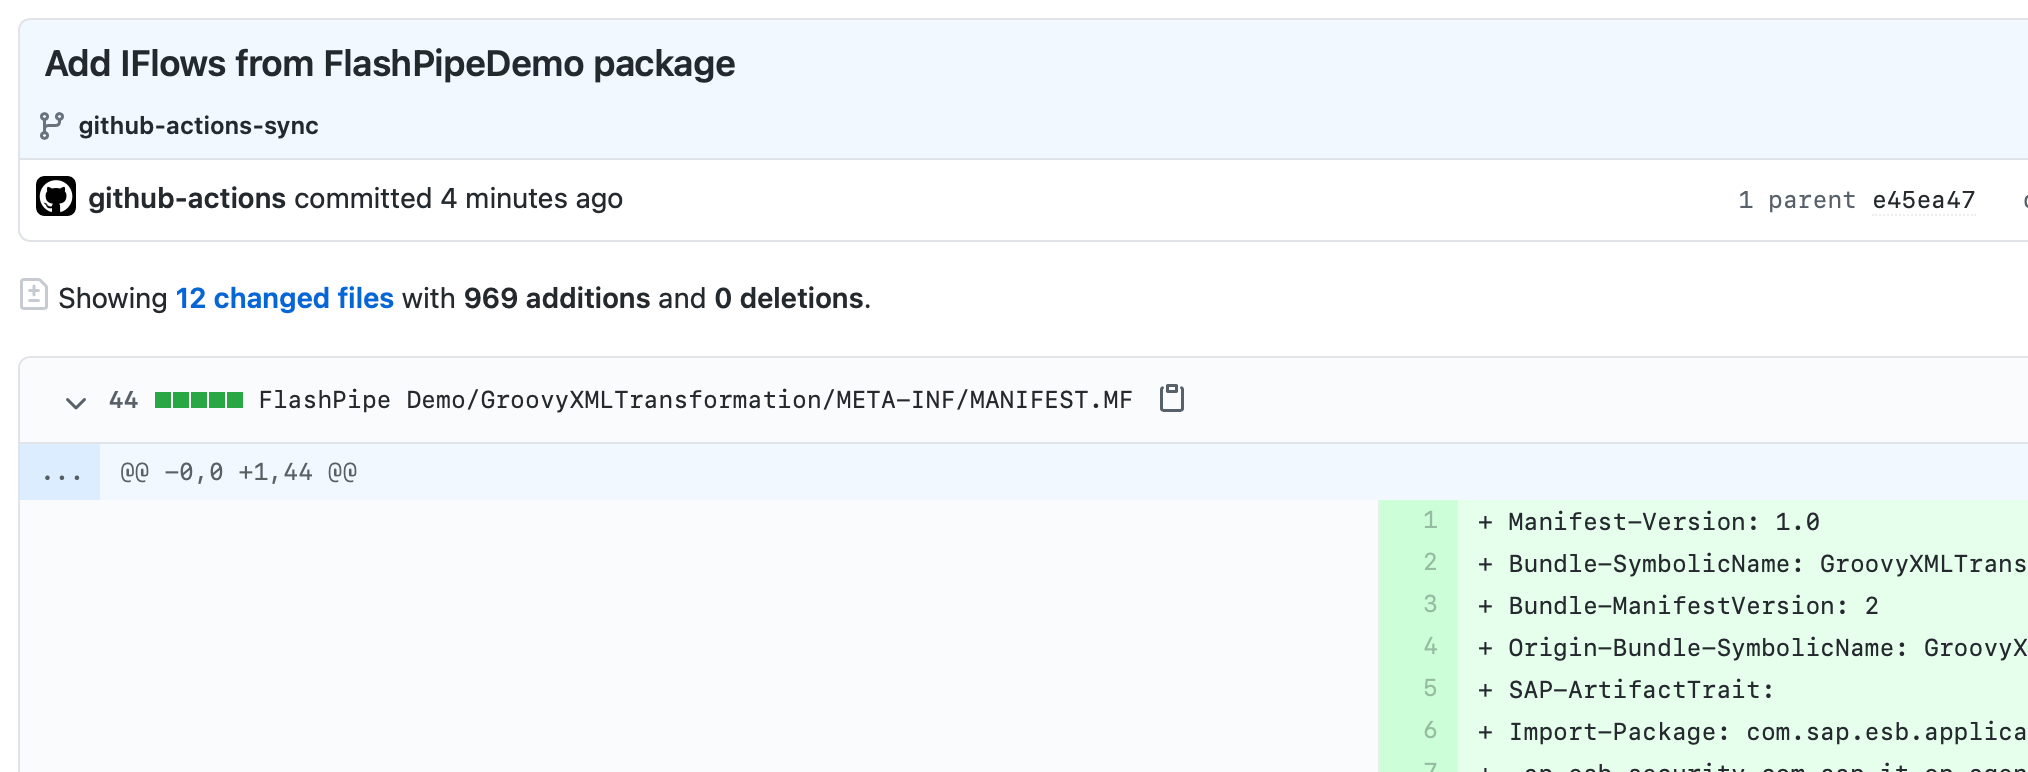 Add IFlows from FlashPipeDemo package
github-actions-sync
github-actions committed 4 minutes ago
1 parent e45ea47
Showing 12 changed files with 969 additions and 0 deletions.
44 FlashPipe Demo/GroovyXMLTransformation/META-INF/MANIFEST.MF
... @@ -0,0 +1,44 @@
1 + Manifest-Version: 1.0
2 + Bundle-SymbolicName: GroovyXMLTrans
3 + Bundle-ManifestVersion: 2
4 + Origin-Bundle-SymbolicName: GroovyX
5 + SAP-ArtifactTrait:
6 + Import-Package: com.sap.esb.applica
7